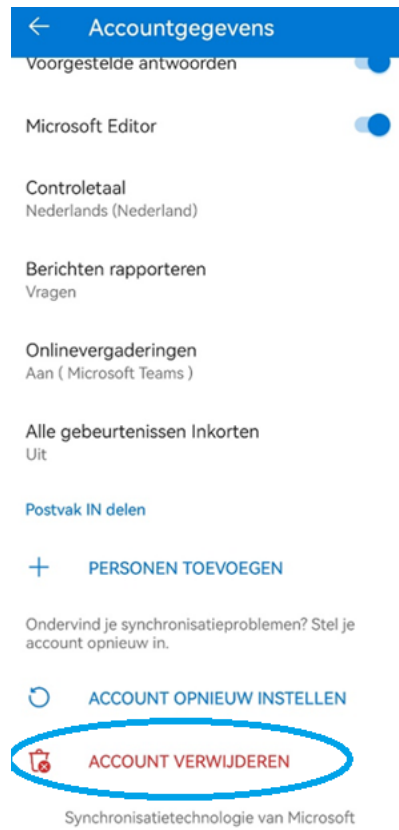 Accountgegevens
Voorgestelde antwoorden
Microsoft Editor
Controletaal
Nederlands (Nederland)
Berichten rapporteren
Vragen
Onlinevergaderingen
Aan ( Microsoft Teams )
Alle gebeurtenissen Inkorten
Uit
Postvak IN delen
PERSONEN TOEVOEGEN
Ondervind je synchronisatieproblemen? Stel je
account opnieuw in.
ACCOUNT OPNIEUW INSTELLEN
ACCOUNT VERWIJDEREN
Synchronisatietechnologie van Microsoft